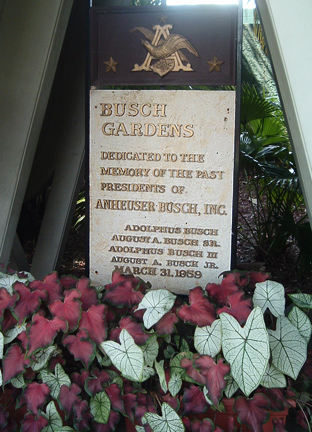 BUSCH
GARDENS
DEDICATED TO THE
MEMORY OF THE PAST
PRESIDENTS OF
ANHEUSER BUSCH, INC.
ADOLPHUS BUSCH
AUGUST A. BUSCH SR.
ADOLPHUS BUSCH III
AUGUST A. BUSCH JR.
MARCH 31, 1959